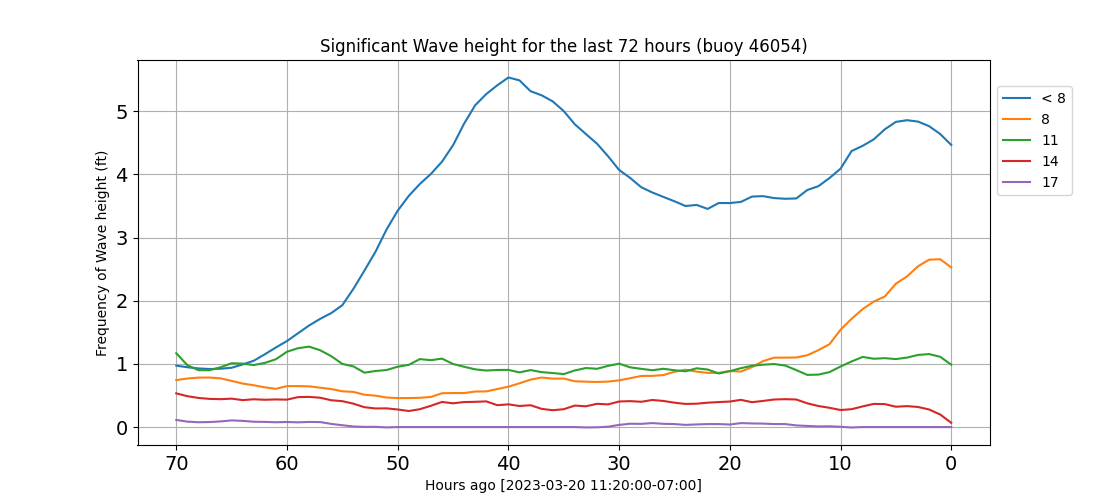 Significant Wave height for the last 72 hours (buoy 46054)
Frequency of Wave height (ft)
5
4
3
2
1
0
70 60 50 40 30 20 10 0
Hours ago [2023-03-20 11:20:00-07:00]
< 8
8
11
14
17